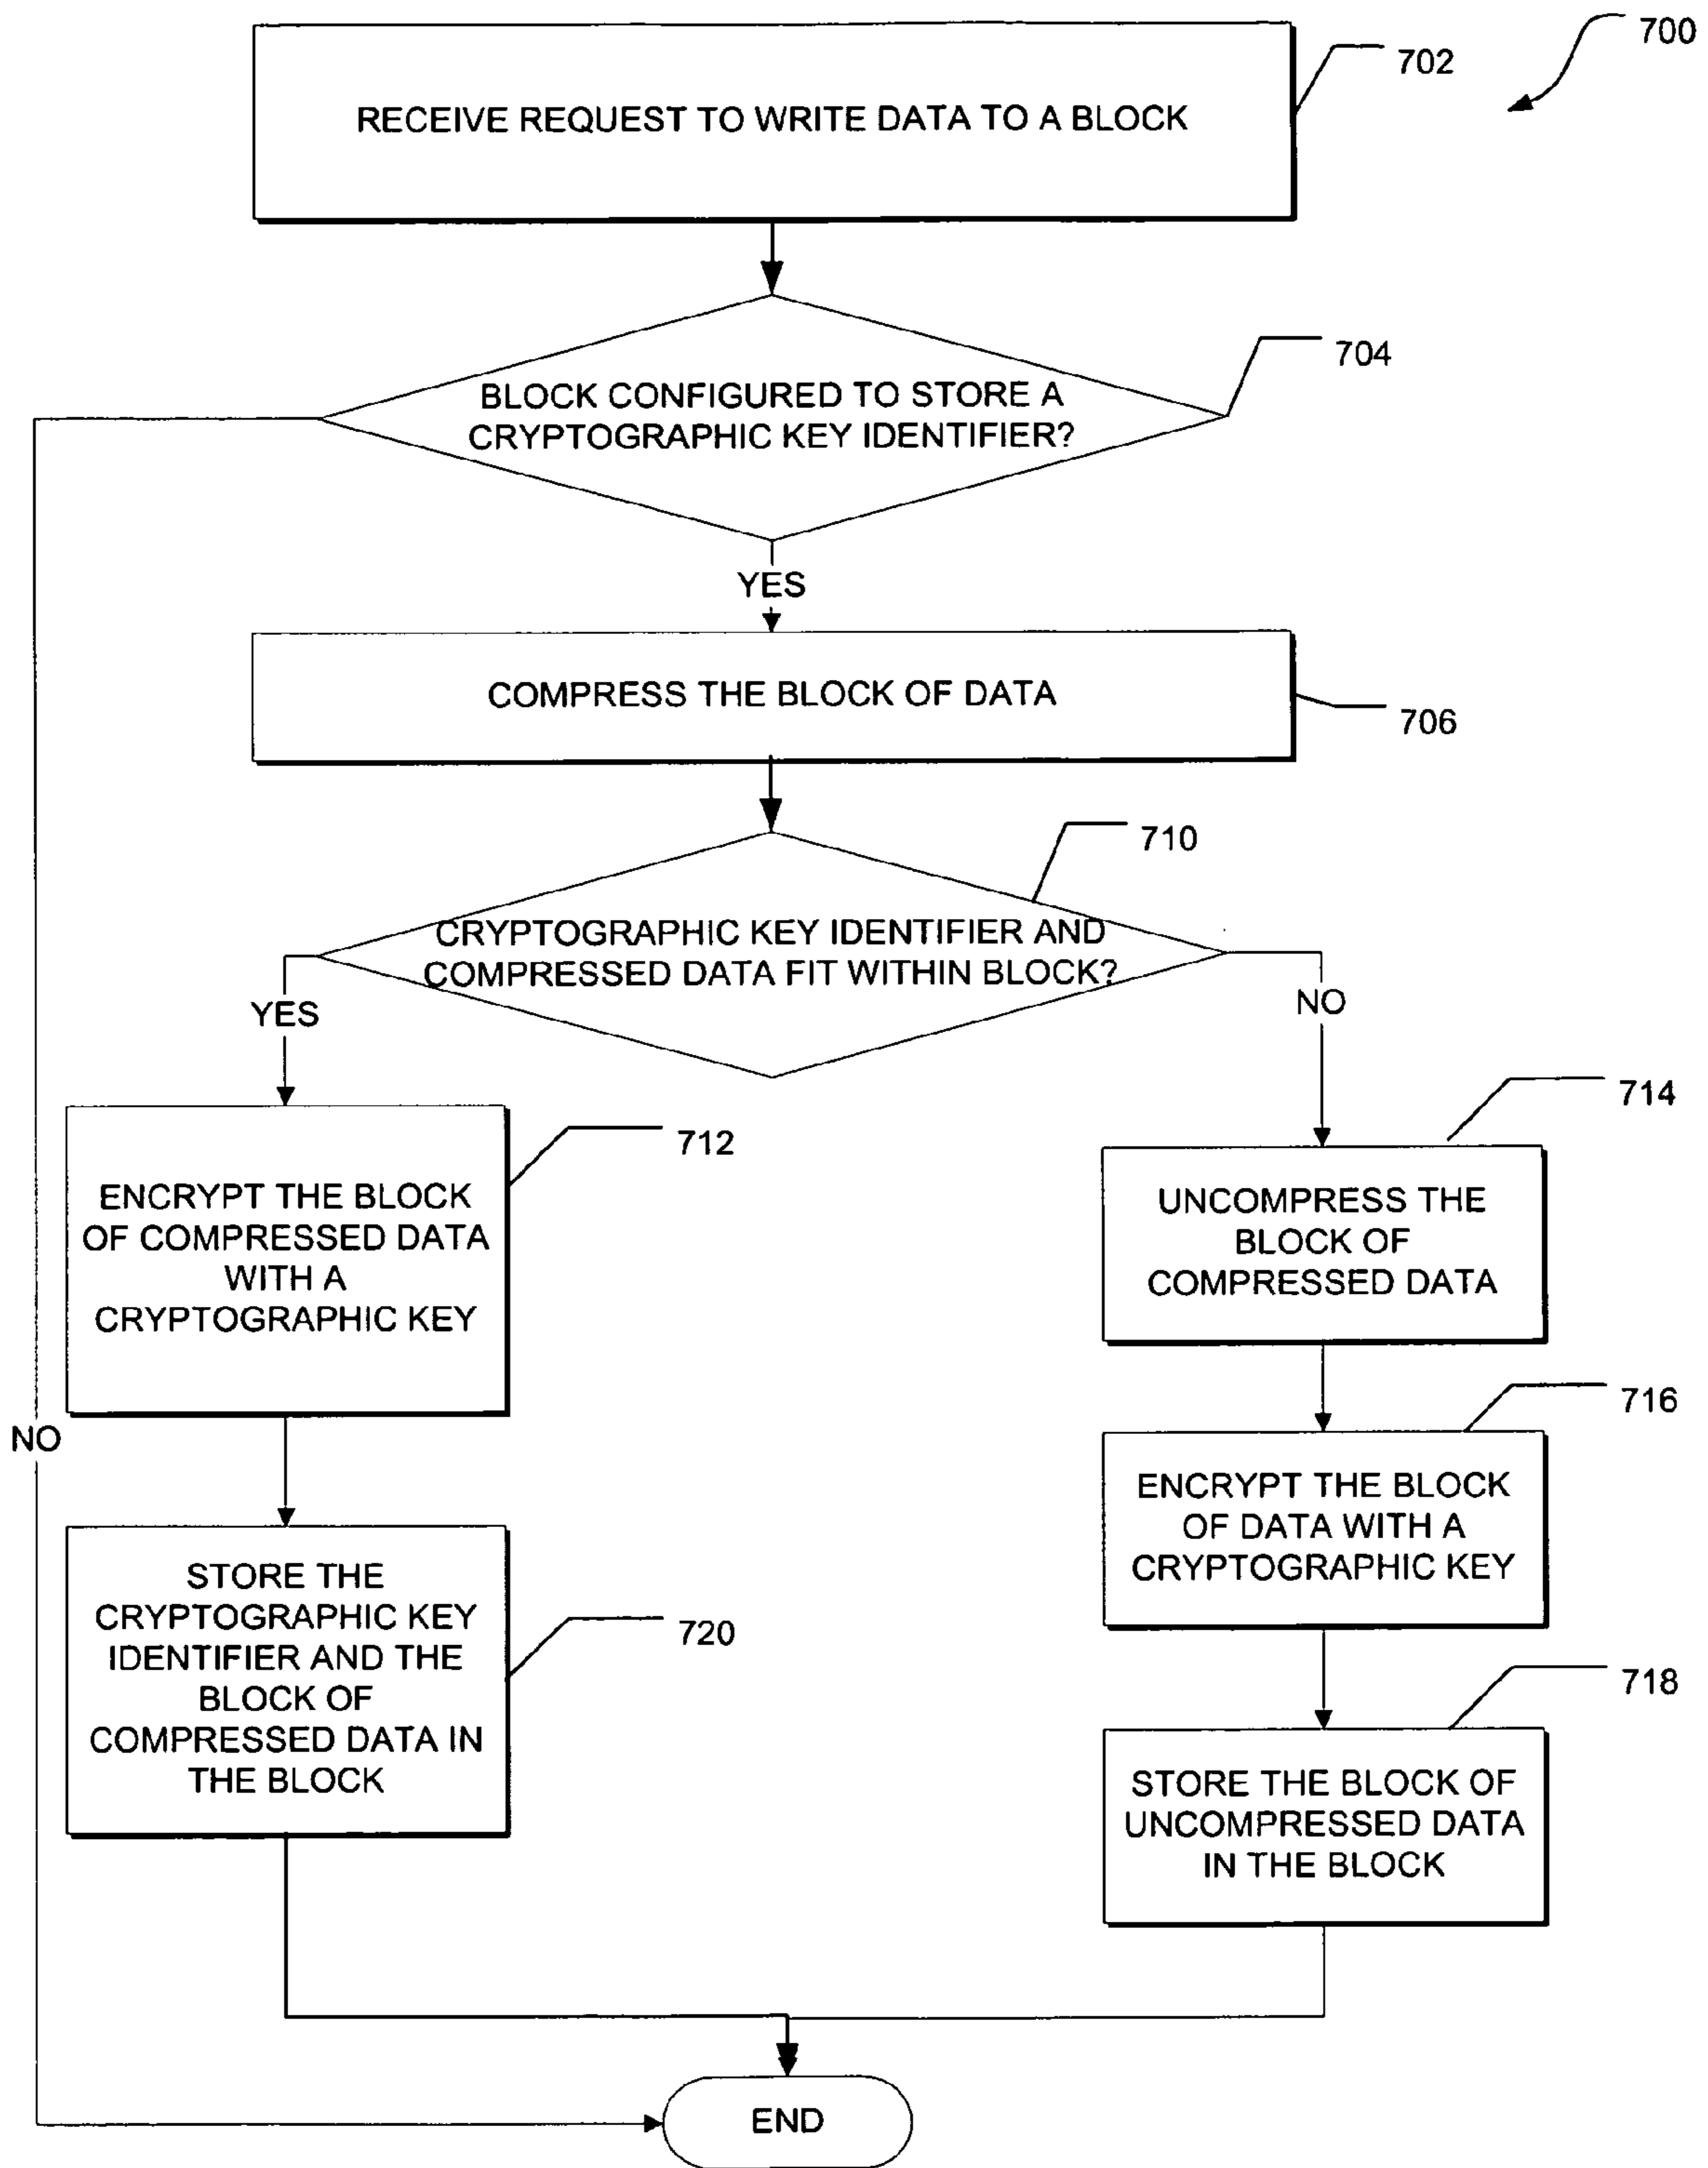 700
702
RECEIVE REQUEST TO WRITE DATA TO A BLOCK
704
BLOCK CONFIGURED TO STORE A
CRYPTOGRAPHIC KEY IDENTIFIER?
YES
COMPRESS THE BLOCK OF DATA
706
710
CRYPTOGRAPHIC KEY IDENTIFIER AND
COMPRESSED DATA FIT WITHIN BLOCK?
YES
NO
712
ENCRYPT THE BLOCK
OF COMPRESSED DATA
WITH A
CRYPTOGRAPHIC KEY
714
UNCOMPRESS THE
BLOCK OF
COMPRESSED DATA
NO
716
ENCRYPT THE BLOCK
OF DATA WITH A
CRYPTOGRAPHIC KEY
STORE THE
CRYPTOGRAPHIC KEY
IDENTIFIER AND THE
BLOCK OF
COMPRESSED DATA IN
THE BLOCK
720
718
STORE THE BLOCK OF
UNCOMPRESSED DATA
IN THE BLOCK
END